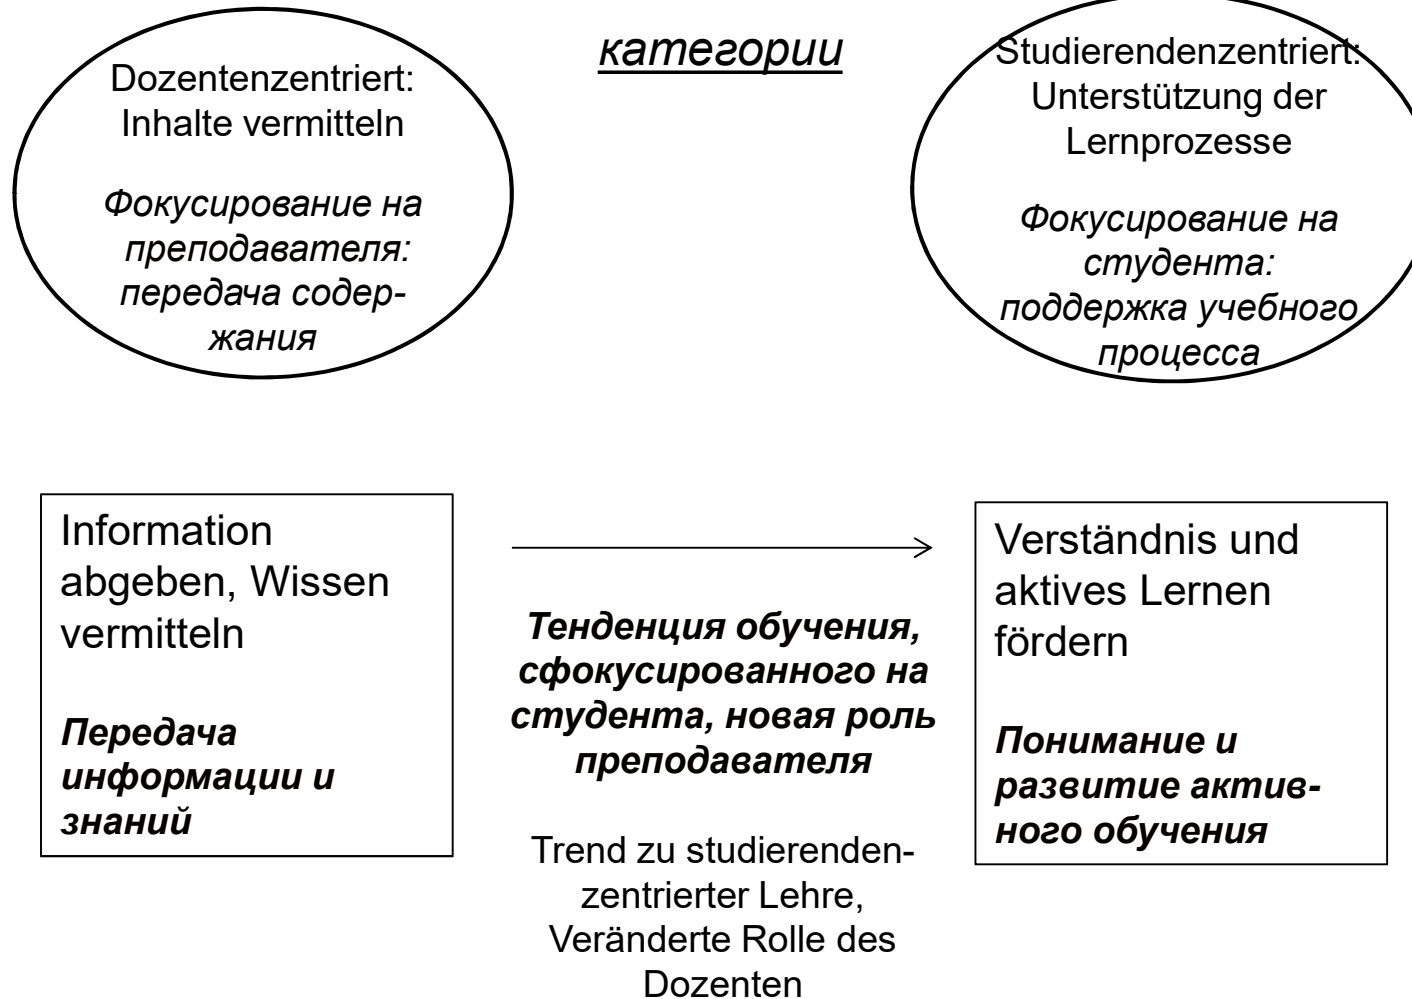 категории
Dozentenzentriert:
Inhalte vermitteln
Фокусирование на
преподавателя:
передача содер-
жания
Studierendenzentriert:
Unterstützung der
Lernprozesse
Фокусирование на
студента:
поддержка учебного
процесса
Information
abgeben, Wissen
vermitteln
Передача
информации и
знаний
Тенденция обучения,
сфокусированного на
студента, новая роль
преподавателя
Trend zu studierenden-
zentrierter Lehre,
Veränderte Rolle des
Dozenten
Verständnis und
aktives Lernen
fördern
Понимание и
развитие актив-
ного обучения